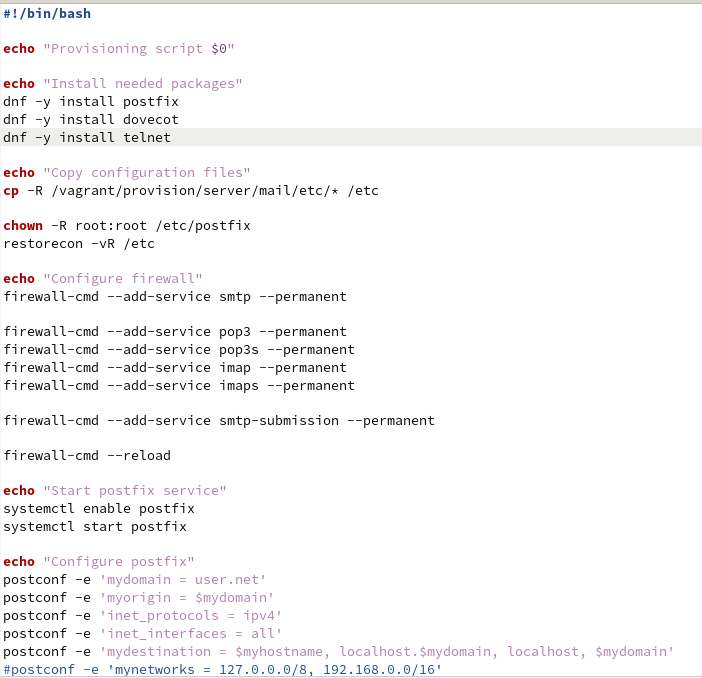 #!/bin/bash
echo "Provisioning script $0"
echo "Install needed packages"
dnf -y install postfix
dnf -y install dovecot
dnf -y install telnet
echo "Copy configuration files"
cp -R /vagrant/provision/server/mail/etc/* /etc
chown -R root:root /etc/postfix
restorecon -vR /etc
echo "Configure firewall"
firewall-cmd --add-service smtp --permanent
firewall-cmd --add-service pop3 --permanent
firewall-cmd --add-service pop3s --permanent
firewall-cmd --add-service imap --permanent
firewall-cmd --add-service imaps --permanent
firewall-cmd --add-service smtp-submission --permanent
firewall-cmd --reload
echo "Start postfix service"
systemctl enable postfix
systemctl start postfix
echo "Configure postfix"
postconf -e 'mydomain = user.net'
postconf -e 'myorigin = $mydomain'
postconf -e 'inet_protocols = ipv4'
postconf -e 'inet_interfaces = all'
postconf -e 'mydestination = $myhostname, localhost.$mydomain, localhost, $mydomain'
#postconf -e 'mynetworks = 127.0.0.0/8, 192.168.0.0/16'